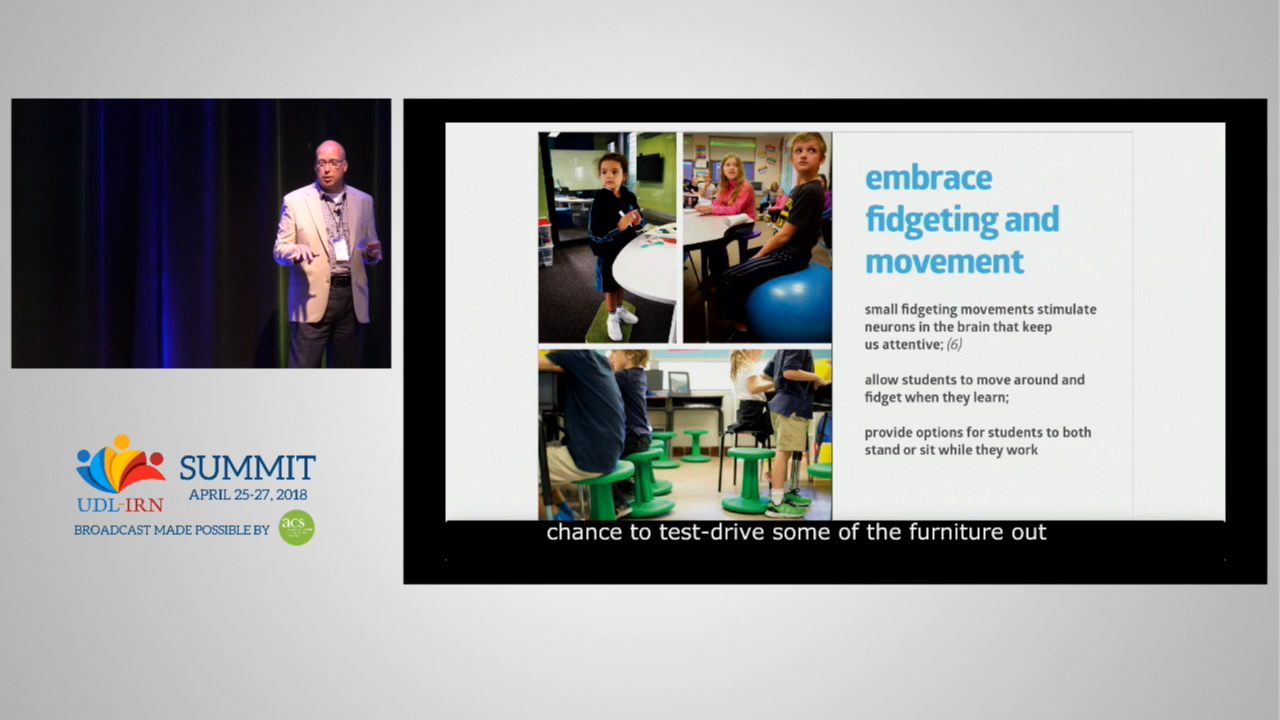 embrace
fidgeting and
movement
small fidgeting movements stimulate
neurons in the brain that keep
us attentive; (6)
allow students to move around and
fidget when they learn;
provide options for students to both
stand or sit while they work
chance to test-drive some of the furniture out
SUMMIT
APRIL 25-27, 2018
UDL-IRN
BROADCAST MADE POSSIBLE BY
acs